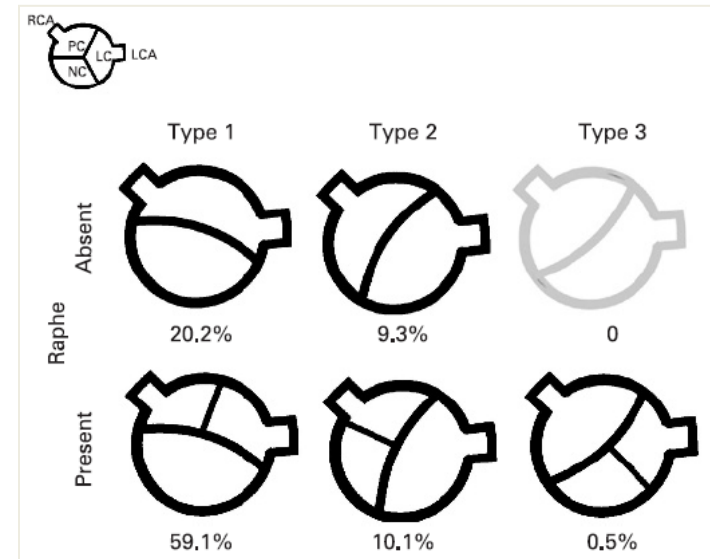 RCA
PC
LC LCA
NC
Type 1 Type 2 Type 3
Absent
20.2% 9.3% 0
Raphe
Present
59.1% 10.1% 0.5%